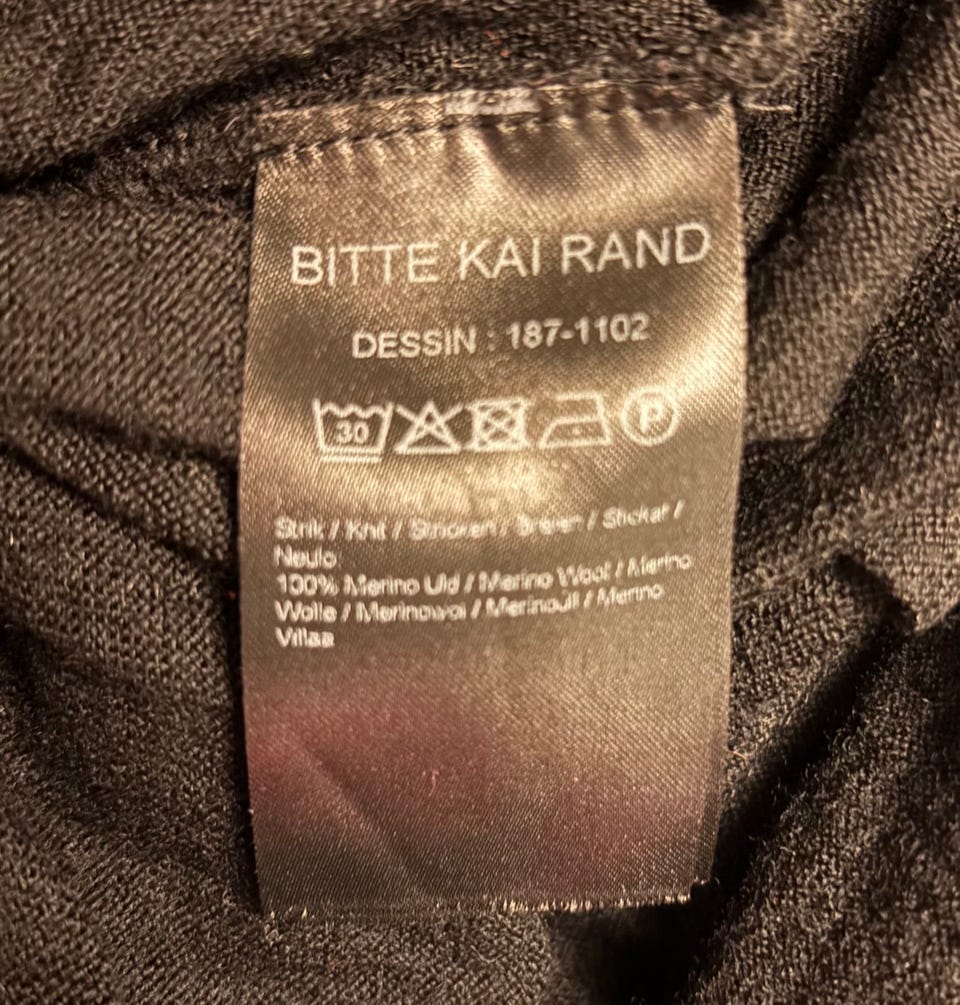 BITTE KAI RAND
DESSIN : 187-1102
30 P
Strik / Knit / Stricken / Breien / Stickat /
Neulo
100% Merino Uld / Merino Wool / Merino
Wolle / Merinowol / Merinoull / Merino
Villaa